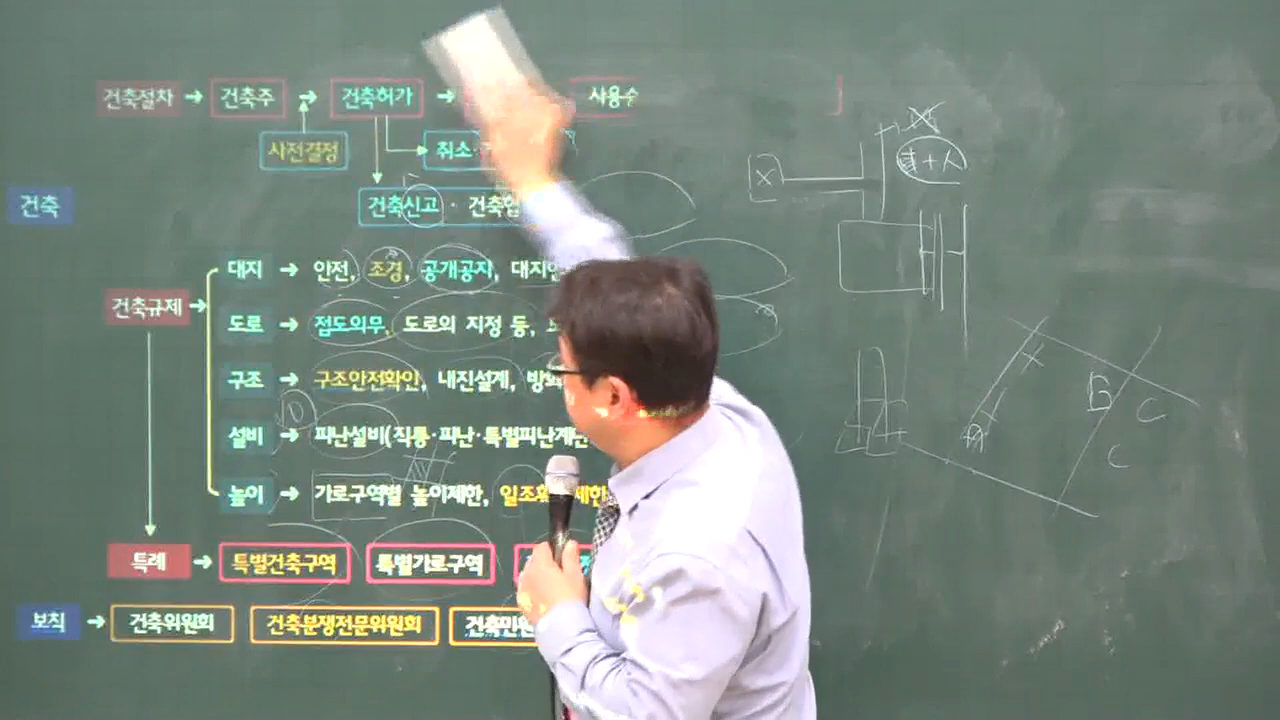 건축절차 → 건축주 → 건축허가 → 사용승
사전결정 취소
건축
건축신고 · 건축
건축규제 →
대지 → 안전, 조경, 공개공지, 대지안
도로 → 접도의무, 도로의 지정 등,
구조 → 구조안전확인, 내진설계, 방화
10
설비 → 피난설비(직통·피난·특별피난계단
높이 → 가로구역별 높이제한, 일조 제한
특례 → 특별건축구역 특별가로구역
보칙 → 건축위원회 건축분쟁전문위원회 건축민원
X
車+人
C
C